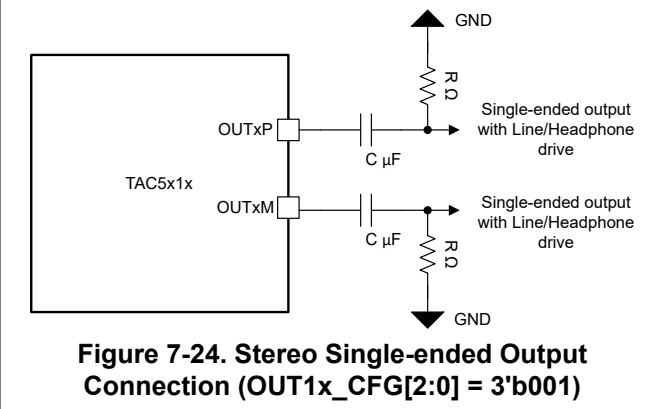 GND
R Ω
Single-ended output
with Line/Headphone
drive
OUTxP
C µF
TAC5x1x
OUTxM
Single-ended output
with Line/Headphone
drive
C µF
R Ω
GND
Figure 7-24. Stereo Single-ended Output
Connection (OUT1x_CFG[2:0] = 3'b001)